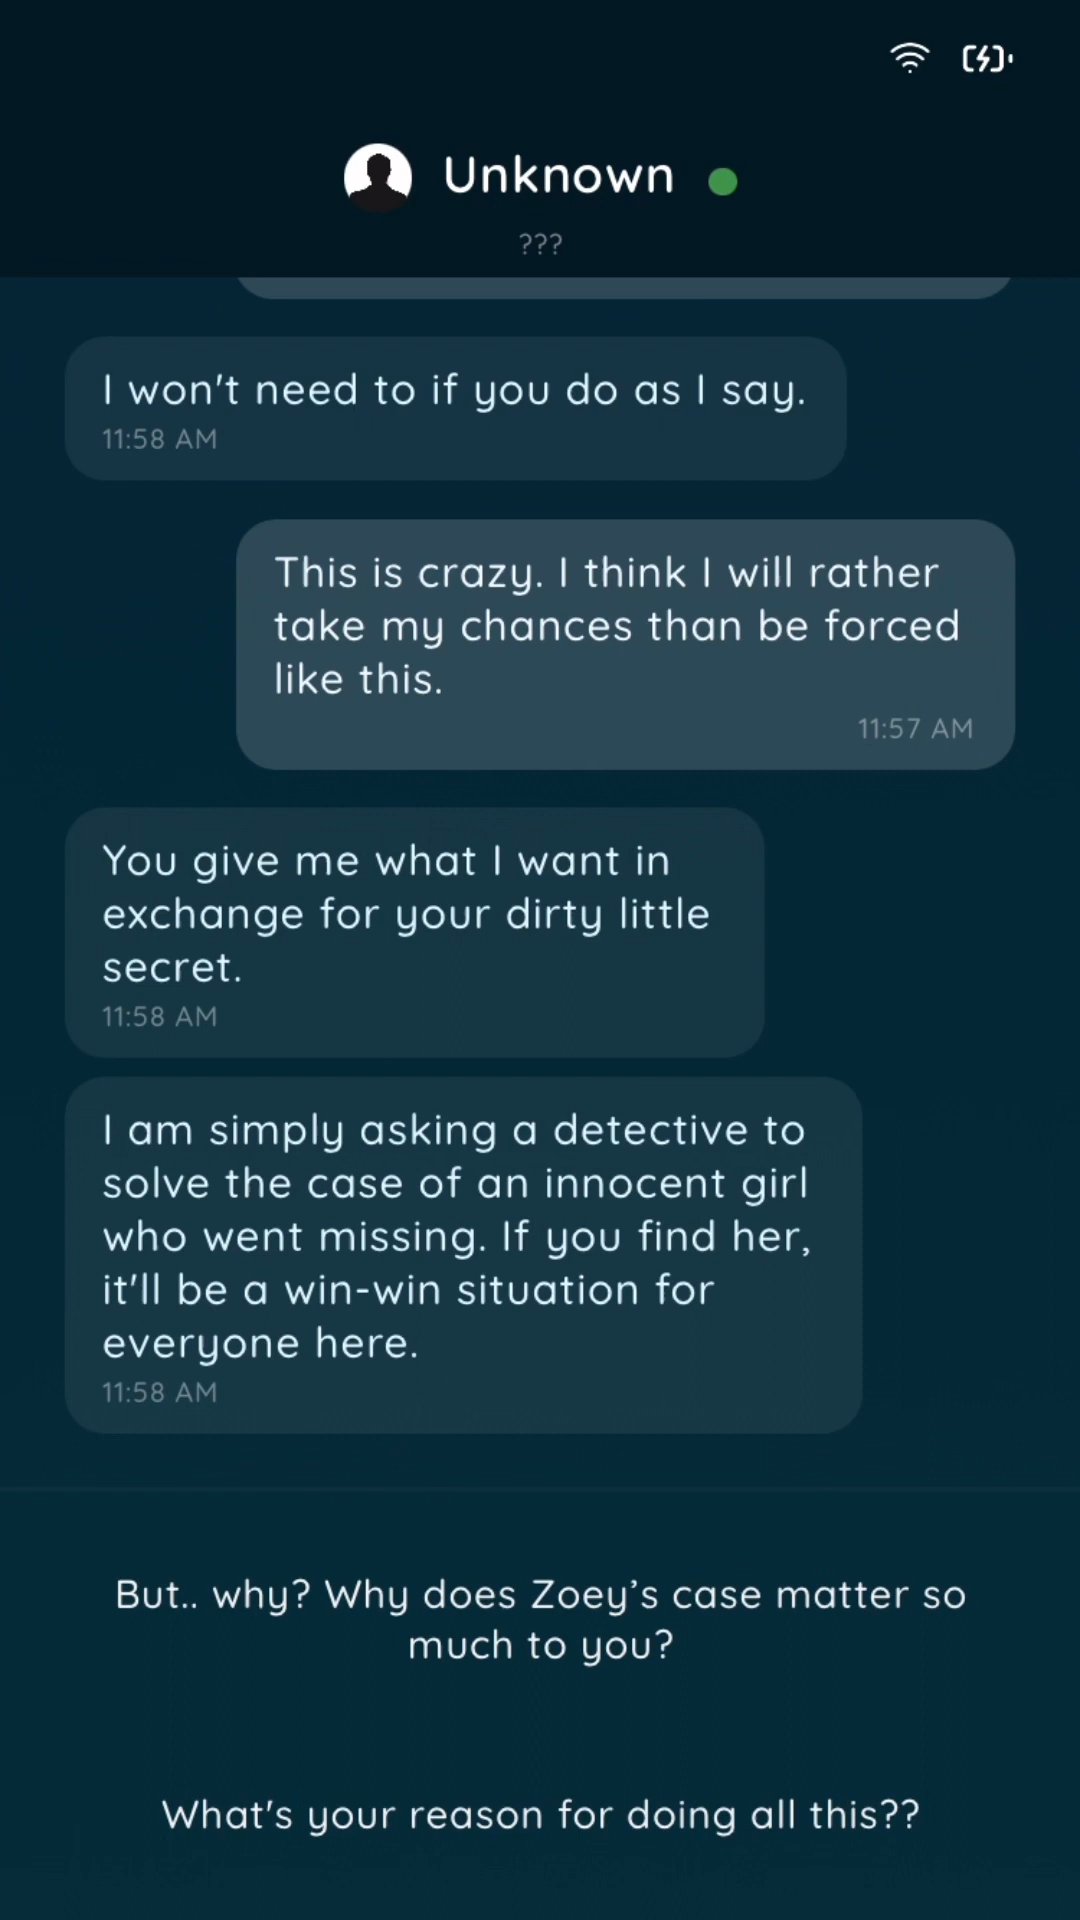 Unknown
???
I won't need to if you do as I say.
11:58 AM
This is crazy. I think I will rather
take my chances than be forced
like this.
11:57 AM
You give me what I want in
exchange for your dirty little
secret.
11:58 AM
I am simply asking a detective to
solve the case of an innocent girl
who went missing. If you find her,
it'll be a win-win situation for
everyone here.
11:58 AM
But.. why? Why does Zoey’s case matter so
much to you?
What's your reason for doing all this??